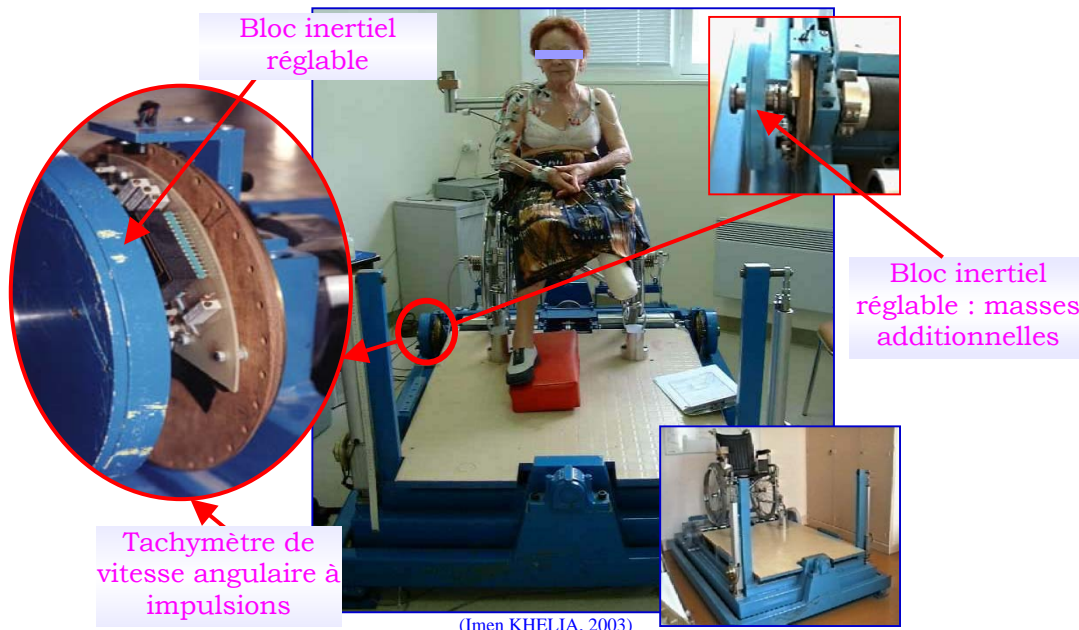 Bloc inertiel
réglable
Bloc inertiel
réglable : masses
additionnelles
Tachymètre de
vitesse angulaire à
impulsions
(Imen KHELIA, 2003)